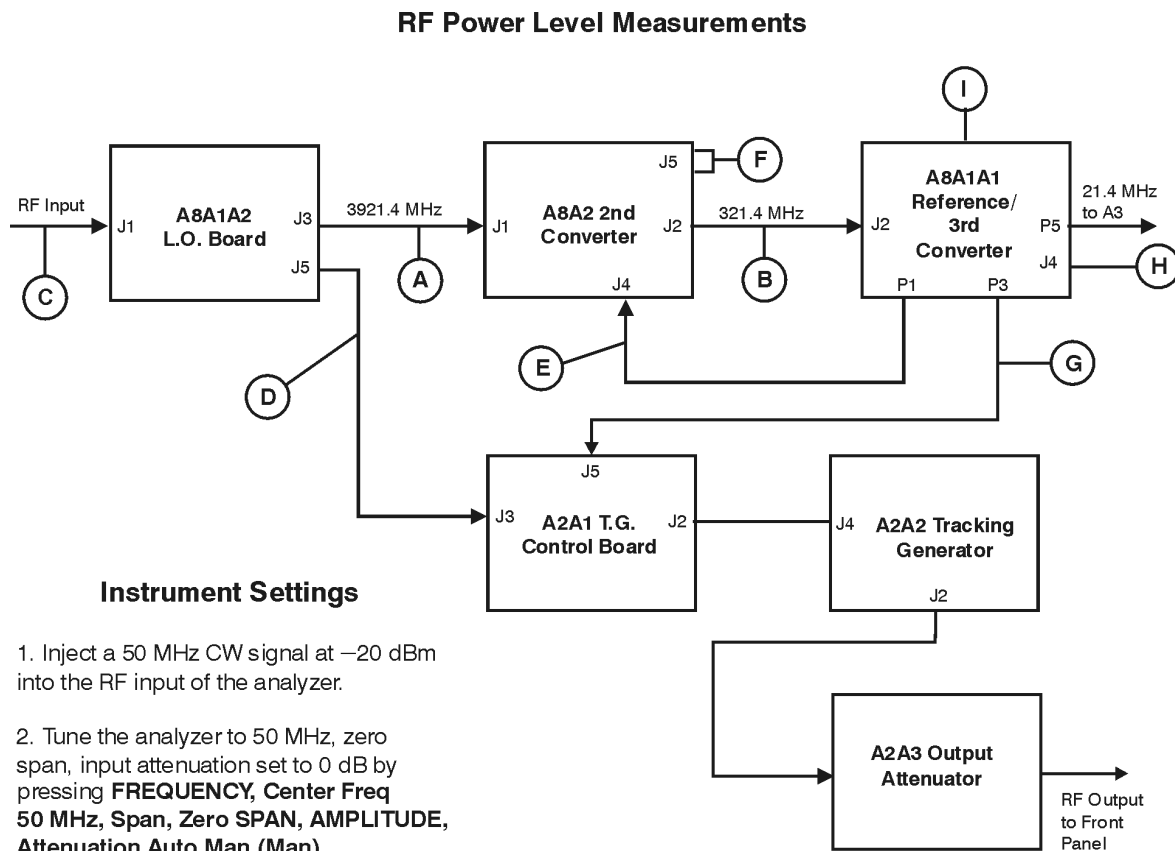 RF Power Level Measurements
I
RF Input
J1
A8A1A2
L.O. Board
J3
J5
C
3921.4 MHz
A
J1
A8A2 2nd
Converter
J5
J2
J4
F
321.4 MHz
B
J2
A8A1A1
Reference/
3rd
Converter
P5
J4
P1
P3
21.4 MHz
to A3
H
D
E
G
J5
J3
A2A1 T.G.
Control Board
J2
J4
A2A2 Tracking
Generator
J2
A2A3 Output
Attenuator
RF Output
to Front
Panel
Instrument Settings
1. Inject a 50 MHz CW signal at –20 dBm
into the RF input of the analyzer.
2. Tune the analyzer to 50 MHz, zero
span, input attenuation set to 0 dB by
pressing FREQUENCY, Center Freq
50 MHz, Span, Zero SPAN, AMPLITUDE,
Attenuation Auto Man (Man)